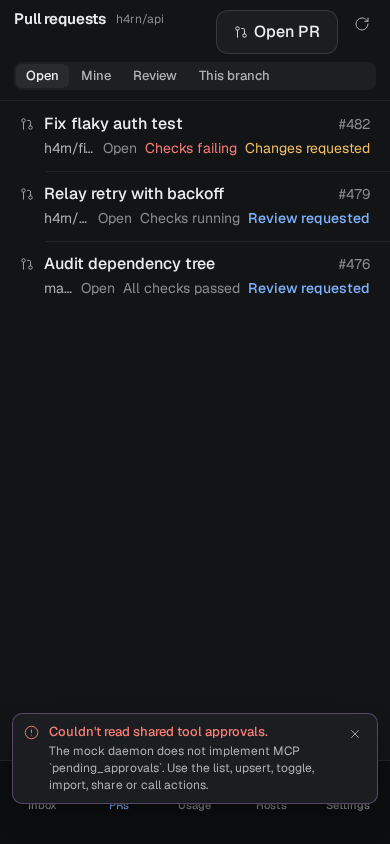 Pull requests h4rn/api
Open PR
Open Mine Review This branch
Fix flaky auth test #482
h4rn/fi... Open Checks failing Changes requested
Relay retry with backoff #479
h4rn/... Open Checks running Review requested
Audit dependency tree #476
ma... Open All checks passed Review requested
Couldn't read shared tool approvals.
The mock daemon does not implement MCP
`pending_approvals`. Use the list, upsert, toggle,
import, share or call actions.
Inbox PRs Usage Hosts Settings